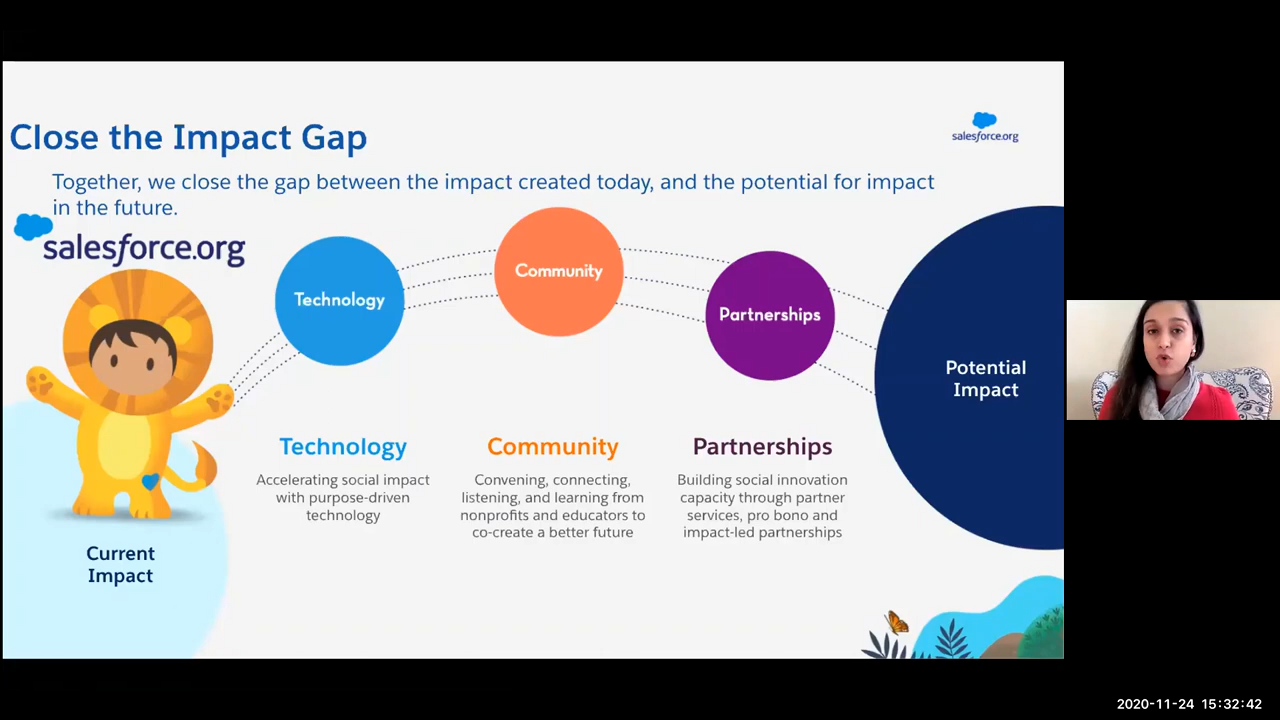 Close the Impact Gap
salesforce.org
Together, we close the gap between the impact created today, and the potential for impact
in the future.
salesforce.org
Technology
Community
Partnerships
Potential
Impact
Technology
Accelerating social impact
with purpose-driven
technology
Community
Convening, connecting,
listening, and learning from
nonprofits and educators to
co-create a better future
Partnerships
Building social innovation
capacity through partner
services, pro bono and
impact-led partnerships
Current
Impact
2020-11-24 15:32:42